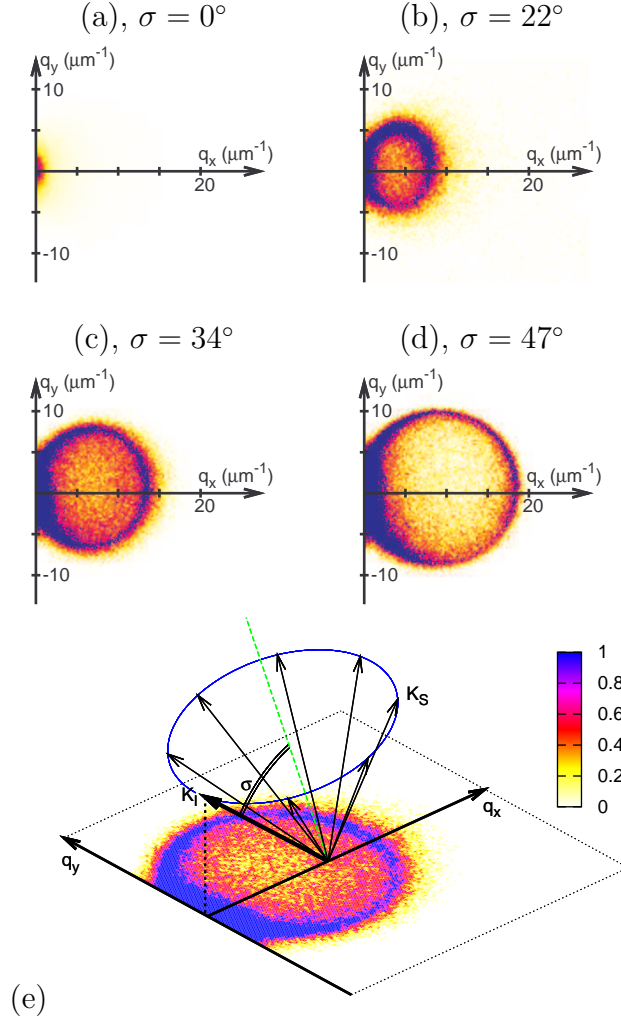 (a), σ = 0°
(b), σ = 22°
q_y (μm⁻¹)
10
q_x (μm⁻¹)
20
-10
q_y (μm⁻¹)
10
q_x (μm⁻¹)
20
-10
(c), σ = 34°
(d), σ = 47°
q_y (μm⁻¹)
10
q_x (μm⁻¹)
20
-10
q_y (μm⁻¹)
10
q_x (μm⁻¹)
20
-10
K_S
σ
K_I
q_x
q_y
1
0.8
0.6
0.4
0.2
0
(e)